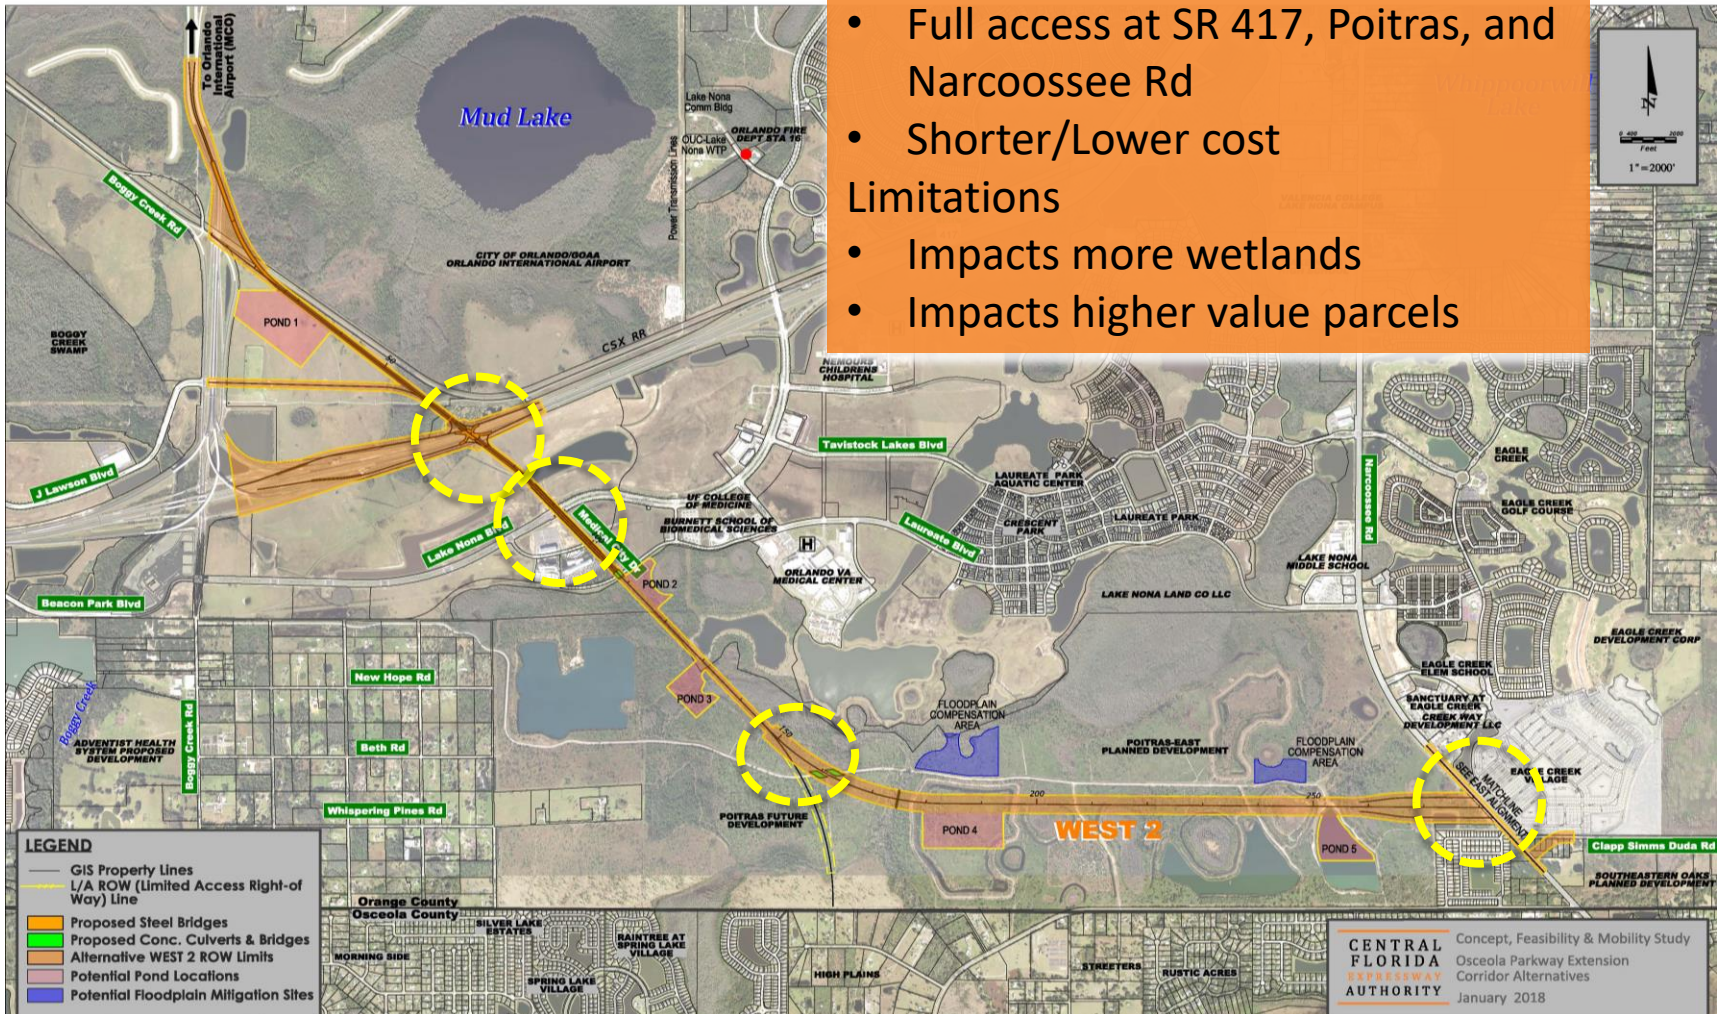 • Full access at SR 417, Poitras, and
Narcoossee Rd
• Shorter/Lower cost
Limitations
• Impacts more wetlands
• Impacts higher value parcels
N
0 400 2000
Feet
1"=2000'
To Orlando
International
Airport (MCO)
Mud Lake
Lake Nona
Comm Bldg
ORLANDO FIRE
DEPT STA 16
OUC-Lake
Nona WTP
Power Transmission Lines
Boggy Creek Rd
CITY OF ORLANDO/GOAA
ORLANDO INTERNATIONAL AIRPORT
POND 1
BOGGY
CREEK
SWAMP
50
CSX RR
NEMOURS
CHILDRENS
HOSPITAL
J Lawson Blvd
Tavistock Lakes Blvd
Narcoossee Rd
EAGLE
CREEK
LAUREATE PARK
AQUATIC CENTER
UF COLLEGE
OF MEDICINE
EAGLE CREEK
GOLF COURSE
Lake Nona Blvd
Medical City Dr
BURNETT SCHOOL OF
BIOMEDICAL SCIENCES
Laureate Blvd
CRESCENT
PARK
LAUREATE PARK
H
ORLANDO VA
MEDICAL CENTER
LAKE NONA
MIDDLE SCHOOL
POND 2
LAKE NONA LAND CO LLC
Beacon Park Blvd
EAGLE CREEK
DEVELOPMENT CORP
New Hope Rd
EAGLE CREEK
ELEM SCHOOL
POND 3
Boggy Creek
Boggy Creek Rd
SANCTUARY AT
EAGLE CREEK
CREEK WAY
DEVELOPMENT LLC
FLOODPLAIN
COMPENSATION
AREA
150
ADVENTIST HEALTH
SYSTEM PROPOSED
DEVELOPMENT
Beth Rd
POITRAS-EAST
PLANNED DEVELOPMENT
FLOODPLAIN
COMPENSATION
AREA
EAGLE CREEK
VILLAGE
MATCHLINE
SEE EAST ALIGNMENT
200
250
Whispering Pines Rd
POITRAS FUTURE
DEVELOPMENT
POND 4
WEST 2
POND 5
Clapp Simms Duda Rd
SOUTHEASTERN OAKS
PLANNED DEVELOPMENT
LEGEND
GIS Property Lines
L/A ROW (Limited Access Right-of
Way) Line
Proposed Steel Bridges
Proposed Conc. Culverts & Bridges
Alternative WEST 2 ROW Limits
Potential Pond Locations
Potential Floodplain Mitigation Sites
Orange County
Osceola County
MORNING SIDE
SILVER LAKE
ESTATES
SPRING LAKE
VILLAGE
RAINTREE AT
SPRING LAKE
VILLAGE
HIGH PLAINS
STREETERS
RUSTIC ACRES
CENTRAL
FLORIDA
EXPRESSWAY
AUTHORITY
Concept, Feasibility & Mobility Study
Osceola Parkway Extension
Corridor Alternatives
January 2018